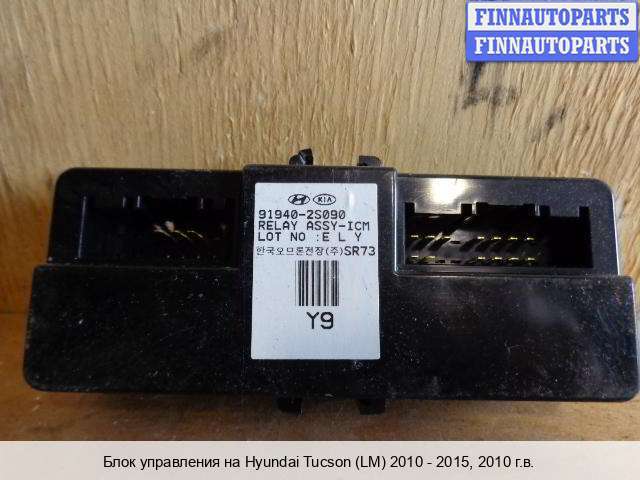 FINNAUTOPARTS
FINNAUTOPARTS
KIA
91940-2S090
RELAY ASSY-ICM
LOT NO :E L Y
한국오므론전장(주)SR73
Y9
Блок управления на Hyundai Tucson (LM) 2010 - 2015, 2010 г.в.